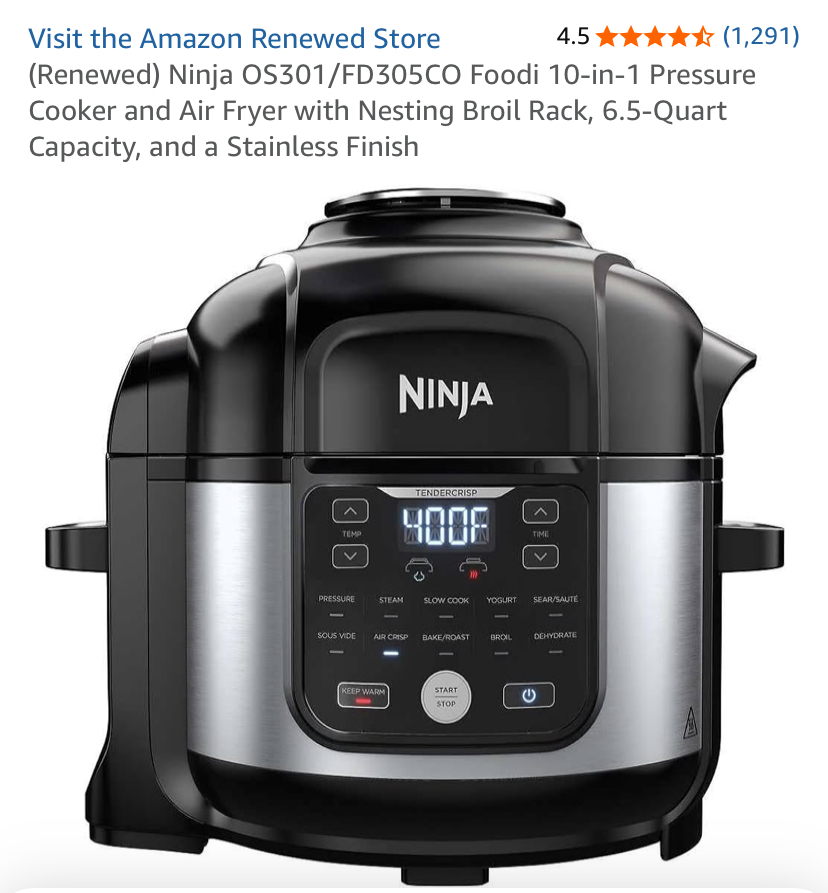 Visit the Amazon Renewed Store 4.5 (1,291)
(Renewed) Ninja OS301/FD305CO Foodi 10-in-1 Pressure
Cooker and Air Fryer with Nesting Broil Rack, 6.5-Quart
Capacity, and a Stainless Finish
NINJA
TENDERCRISP
400F
TEMP TIME
PRESSURE STEAM SLOW COOK YOGURT SEAR/SAUTÉ
SOUS VIDE AIR CRISP BAKE/ROAST BROIL DEHYDRATE
KEEP WARM START
STOP